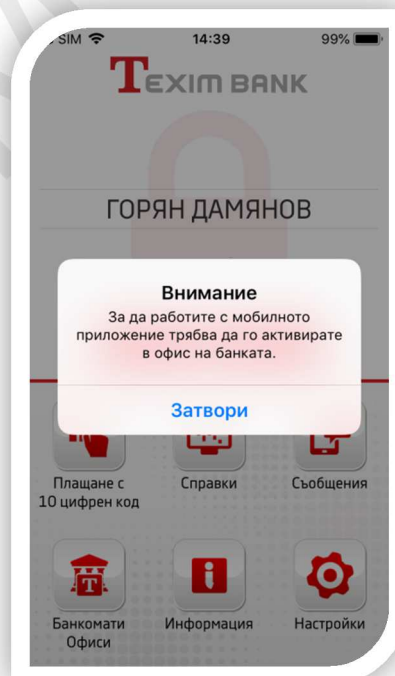 SIM 14:39 99%
TEXIM BANK
ГОРЯН ДАМЯНОВ
Внимание
За да работите с мобилното
приложение трябва да го активирате
в офис на банката.
Затвори
Плащане с
10 цифрен код
Справки
Съобщения
Банкомати
Офиси
Информация
Настройки